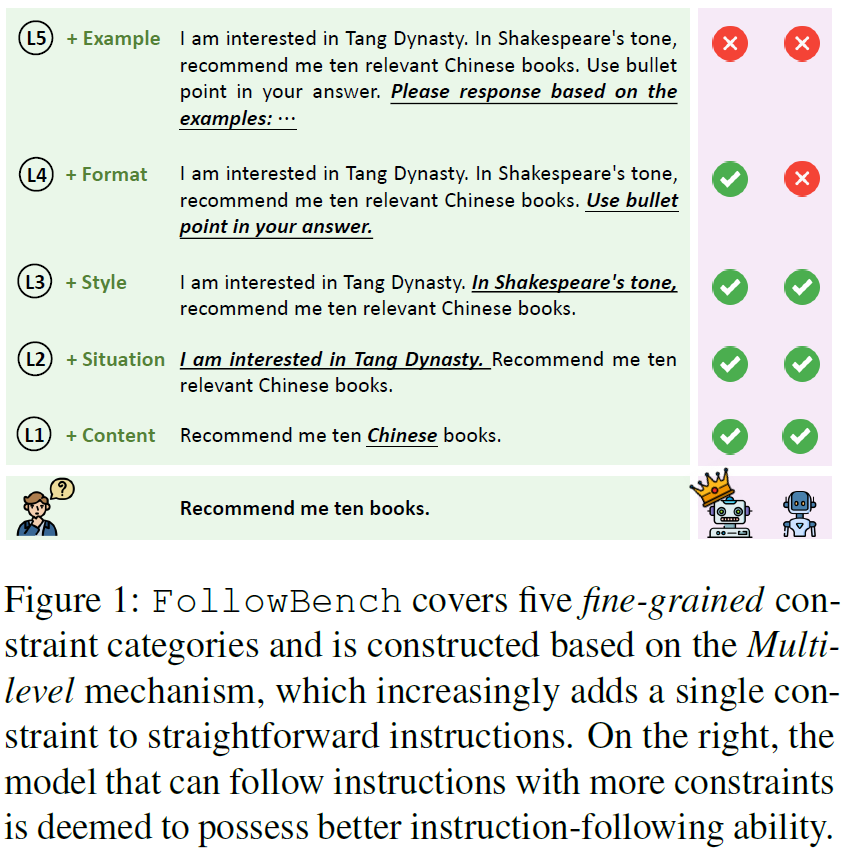 L5 + Example I am interested in Tang Dynasty. In Shakespeare's tone,
recommend me ten relevant Chinese books. Use bullet
point in your answer. Please response based on the
examples: ⋯
L4 + Format I am interested in Tang Dynasty. In Shakespeare's tone,
recommend me ten relevant Chinese books. Use bullet
point in your answer.
L3 + Style I am interested in Tang Dynasty. In Shakespeare's tone,
recommend me ten relevant Chinese books.
L2 + Situation I am interested in Tang Dynasty. Recommend me ten
relevant Chinese books.
L1 + Content Recommend me ten Chinese books.
? Recommend me ten books.
Figure 1: FollowBench covers five fine-grained con-
straint categories and is constructed based on the Multi-
level mechanism, which increasingly adds a single con-
straint to straightforward instructions. On the right, the
model that can follow instructions with more constraints
is deemed to possess better instruction-following ability.